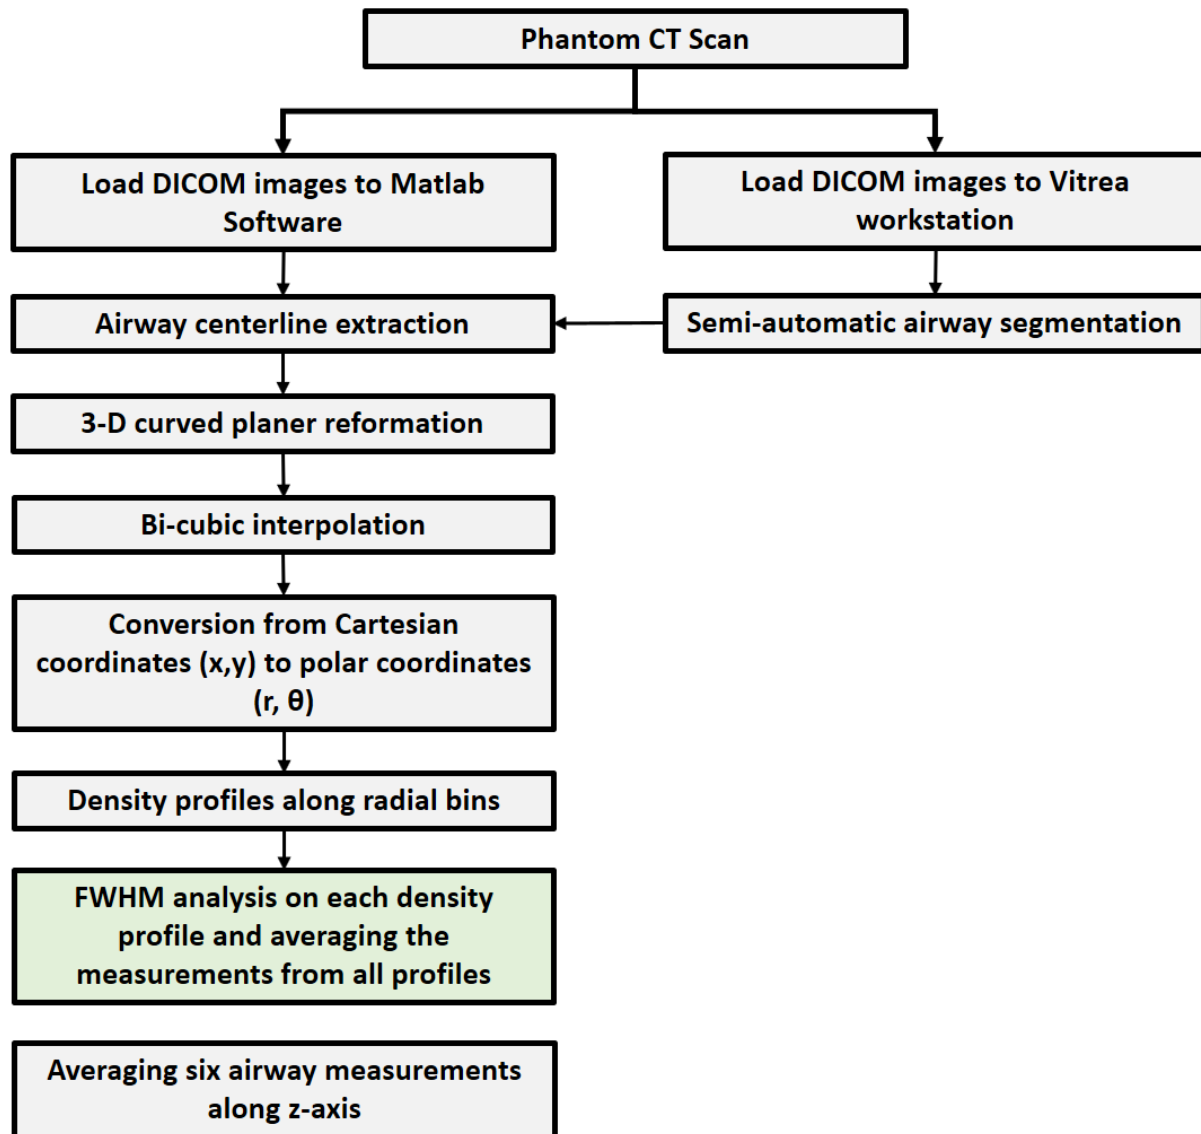 Phantom CT Scan
Load DICOM images to Matlab
Software
Load DICOM images to Vitrea
workstation
Airway centerline extraction
Semi-automatic airway segmentation
3-D curved planer reformation
Bi-cubic interpolation
Conversion from Cartesian
coordinates (x,y) to polar coordinates
(r, θ)
Density profiles along radial bins
FWHM analysis on each density
profile and averaging the
measurements from all profiles
Averaging six airway measurements
along z-axis